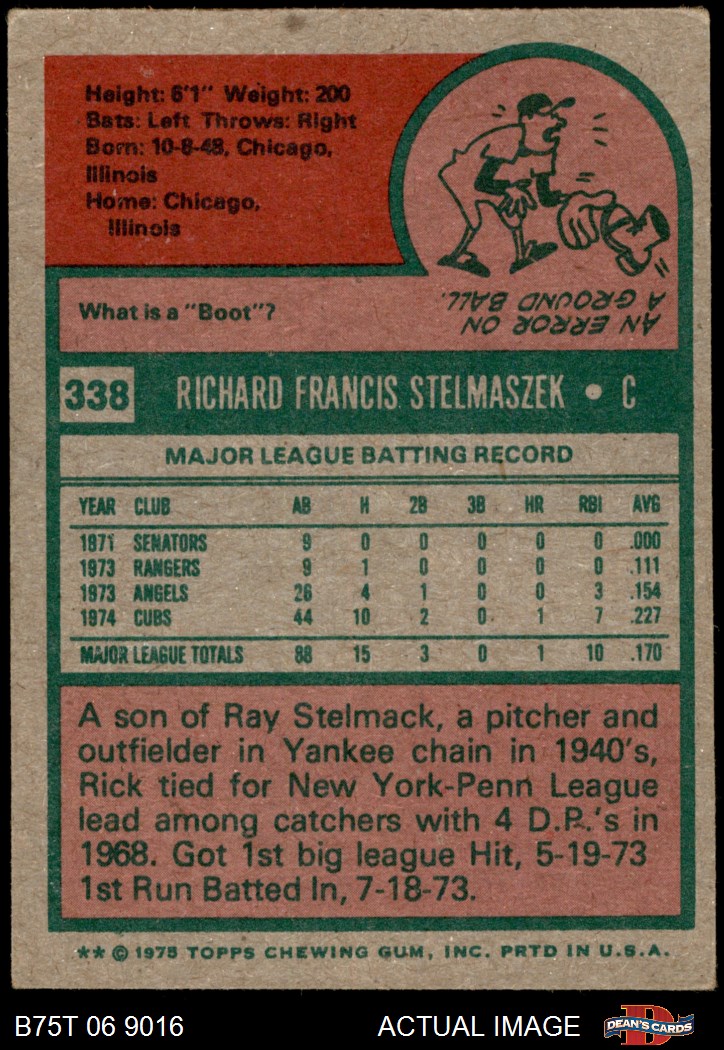 Height: 6'1" Weight: 200
Bats: Left Throws: Right
Born: 10-8-48, Chicago,
Illinois
Home: Chicago,
Illinois
What is a "Boot"?
AN ERROR ON
A GROUND BALL.
338 RICHARD FRANCIS STELMASZEK • C
MAJOR LEAGUE BATTING RECORD
YEAR CLUB AB H 2B 3B HR RBI AVG
1971 SENATORS 9 0 0 0 0 0 .000
1973 RANGERS 9 1 0 0 0 0 .111
1973 ANGELS 26 4 1 0 0 3 .154
1974 CUBS 44 10 2 0 1 7 .227
MAJOR LEAGUE TOTALS 88 15 3 0 1 10 .170
A son of Ray Stelmack, a pitcher and
outfielder in Yankee chain in 1940's,
Rick tied for New York-Penn League
lead among catchers with 4 D.P.'s in
1968. Got 1st big league Hit, 5-19-73
1st Run Batted In, 7-18-73.
** © 1975 TOPPS CHEWING GUM, INC. PRTD IN U.S.A.
B75T 06 9016 ACTUAL IMAGE DEAN'S CARDS